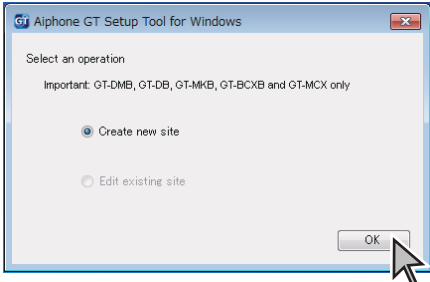 GT Aiphone GT Setup Tool for Windows
Select an operation
Important: GT-DMB, GT-DB, GT-MKB, GT-BCXB and GT-MCX only
Create new site
Edit existing site
OK